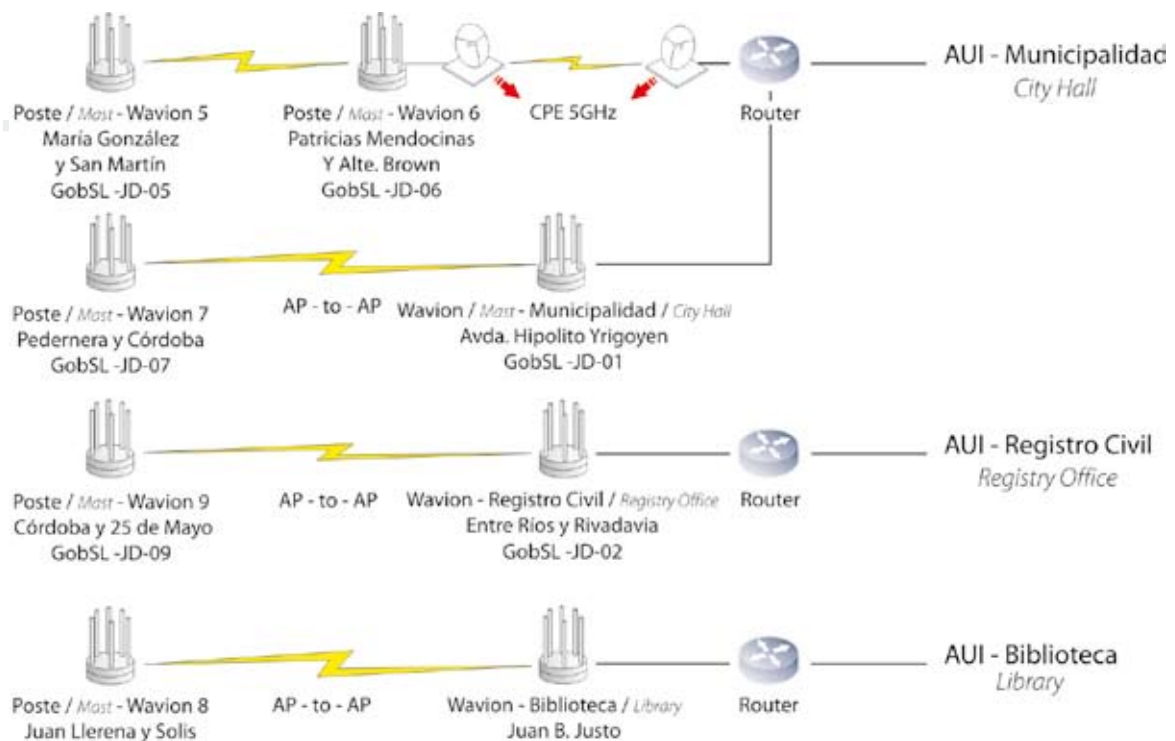 AUI - Municipalidad
City Hall
Poste / Mast - Wavion 5
María González
y San Martín
GobSL -JD-05
Poste / Mast - Wavion 6
Patricias Mendocinas
Y Alte. Brown
GobSL -JD-06
CPE 5GHz
Router
Poste / Mast - Wavion 7
Pedernera y Córdoba
GobSL -JD-07
AP - to - AP
Wavion / Mast - Municipalidad / City Hall
Avda. Hipolito Yrigoyen
GobSL -JD-01
AUI - Registro Civil
Registry Office
Poste / Mast - Wavion 9
Córdoba y 25 de Mayo
GobSL -JD-09
AP - to - AP
Wavion - Registro Civil / Registry Office
Entre Ríos y Rivadavia
GobSL -JD-02
Router
AUI - Biblioteca
Library
Poste / Mast - Wavion 8
Juan Llerena y Solis
AP - to - AP
Wavion - Biblioteca / Library
Juan B. Justo
Router